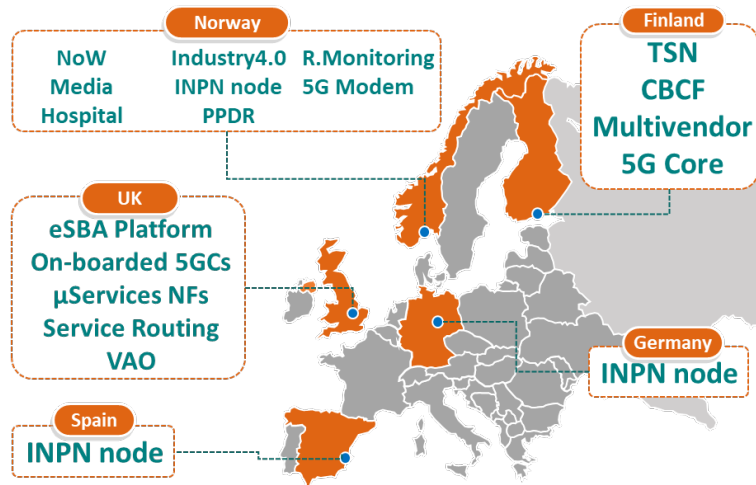 Norway
NoW Industry4.0 R.Monitoring
Media INPN node 5G Modem
Hospital PPDR
Finland
TSN
CBCF
Multivendor
5G Core
UK
eSBA Platform
On-boarded 5GCs
µServices NFs
Service Routing
VAO
Germany
INPN node
Spain
INPN node